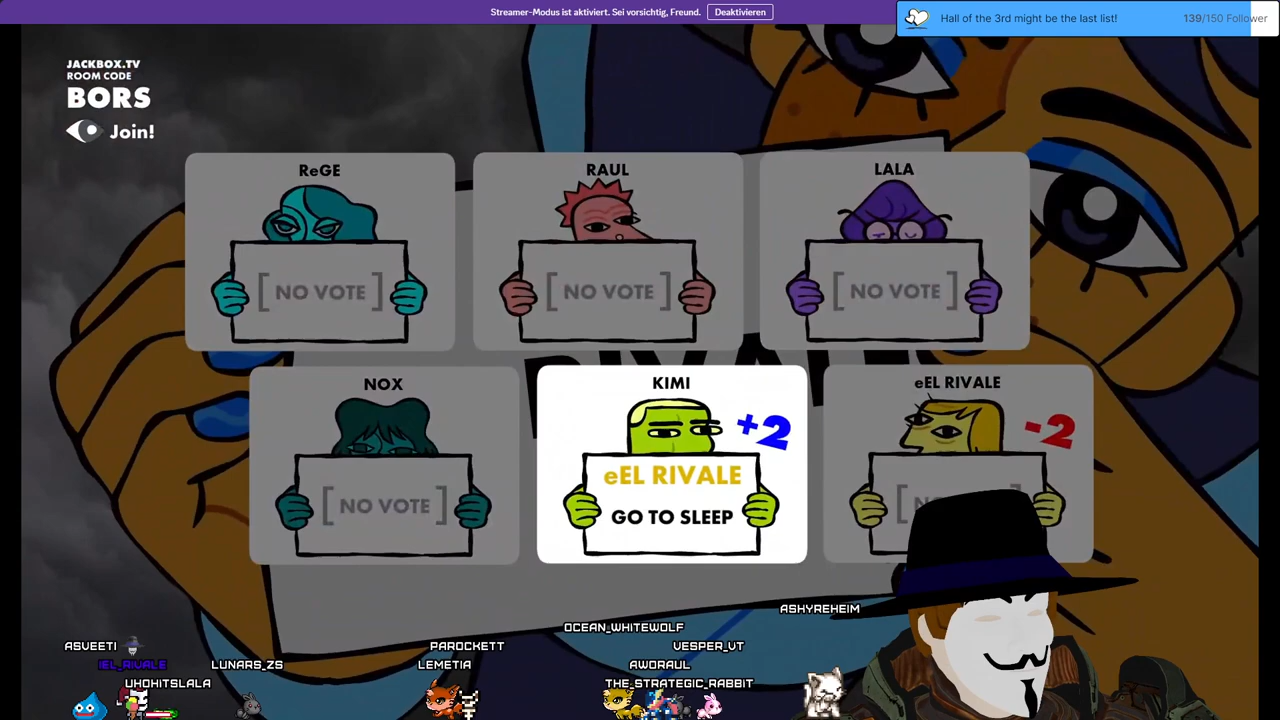 Streamer-Modus ist aktiviert. Sei vorsichtig, Freund. Deaktivieren
Hall of the 3rd might be the last list! 139/150 Follower
JACKBOX.TV
ROOM CODE
BORS
Join!
ReGE
[NO VOTE]
RAUL
[NO VOTE]
LALA
[NO VOTE]
NOX
[NO VOTE]
KIMI
+2
eEL RIVALE
GO TO SLEEP
eEL RIVALE
-2
ASHYREHEIM
OCEAN_WHITEWOLF
ASVEETI
PAROCKETT
VESPER_VT
IEL_RIVALE
LUNARS_ZS
LEMETIA
AWORAUL
UHOHITSLALA
THE_STRATEGIC_RABBIT